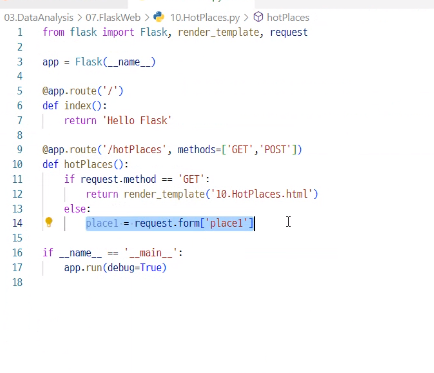 03.DataAnalysis > 07.FlaskWeb > 10.HotPlaces.py > hotPlaces
1 from flask import Flask, render_template, request
2
3 app = Flask(__name__)
4
5 @app.route('/')
6 def index():
7 return 'Hello Flask'
8
9 @app.route('/hotPlaces', methods=['GET','POST'])
10 def hotPlaces():
11 if request.method == 'GET':
12 return render_template('10.HotPlaces.html')
13 else:
14 place1 = request.form['place1']
15
16 if __name__ == '__main__':
17 app.run(debug=True)
18